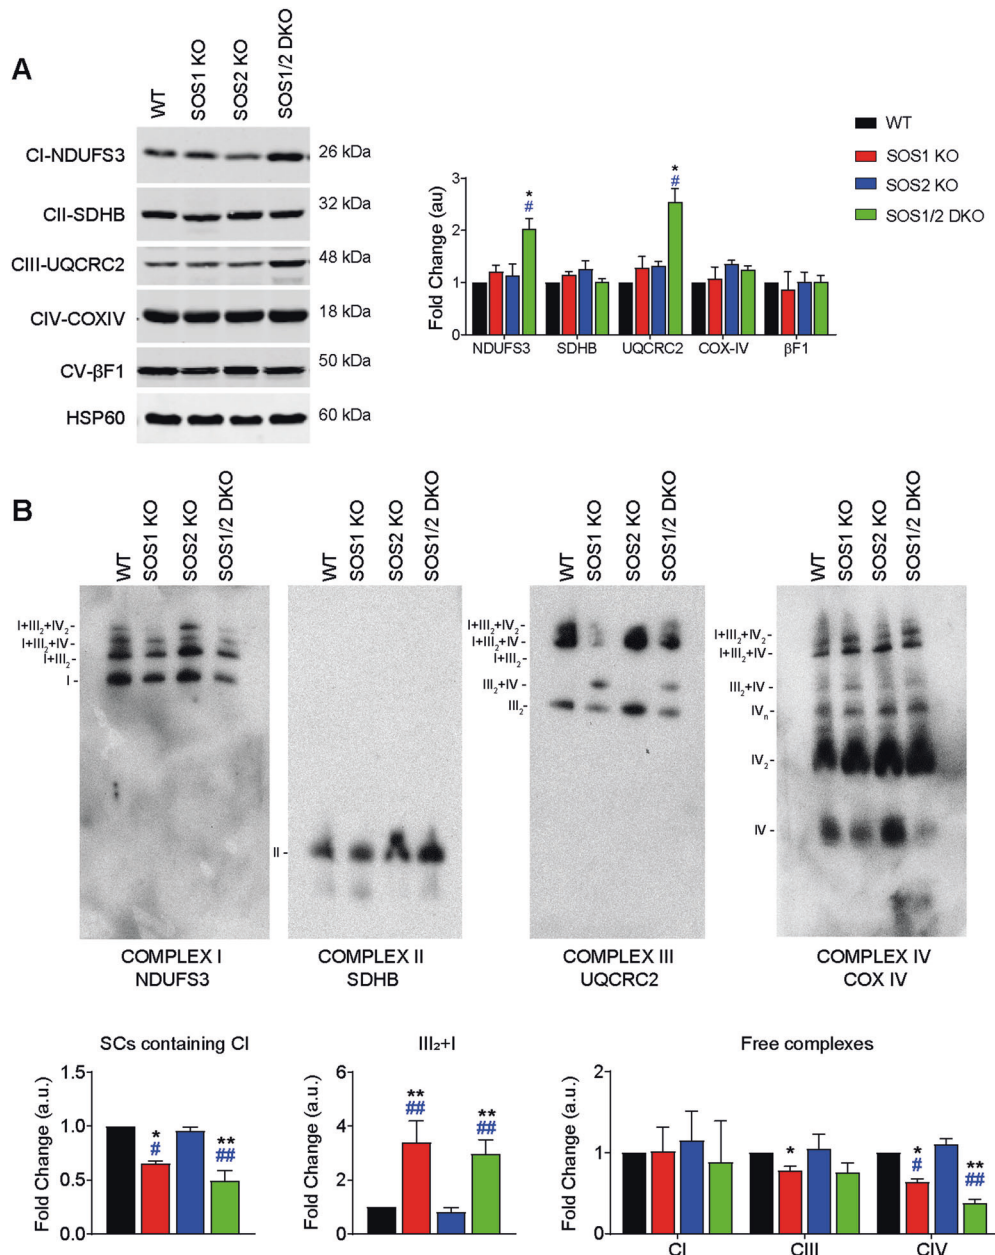 A
WT
SOS1 KO
SOS2 KO
SOS1/2 DKO
CI-NDUFS3
26 kDa
CII-SDHB
32 kDa
CIII-UQCRC2
48 kDa
CIV-COXIV
18 kDa
CV-βF1
50 kDa
HSP60
60 kDa
WT
SOS1 KO
SOS2 KO
SOS1/2 DKO
Fold Change (au)
3
2
1
0
*
#
*
#
NDUFS3
SDHB
UQCRC2
COX-IV
βF1
B
WT
SOS1 KO
SOS2 KO
SOS1/2 DKO
I+III₂+IV₂-
I+III₂+IV-
I+III₂-
I-
COMPLEX I
NDUFS3
WT
SOS1 KO
SOS2 KO
SOS1/2 DKO
II-
COMPLEX II
SDHB
WT
SOS1 KO
SOS2 KO
SOS1/2 DKO
I+III₂+IV₂-
I+III₂+IV-
I+III₂-
III₂+IV-
III₂-
COMPLEX III
UQCRC2
WT
SOS1 KO
SOS2 KO
SOS1/2 DKO
I+III₂+IV₂-
I+III₂+IV-
III₂+IV-
IVₙ-
IV₂-
IV-
COMPLEX IV
COX IV
SCs containing CI
Fold Change (a.u.)
1.5
1.0
0.5
0.0
*
#
**
##
III₂+I
Fold Change (a.u.)
6
4
2
0
**
##
**
##
Free complexes
Fold Change (a.u.)
2
1
0
*
*
#
**
##
CI
CIII
CIV